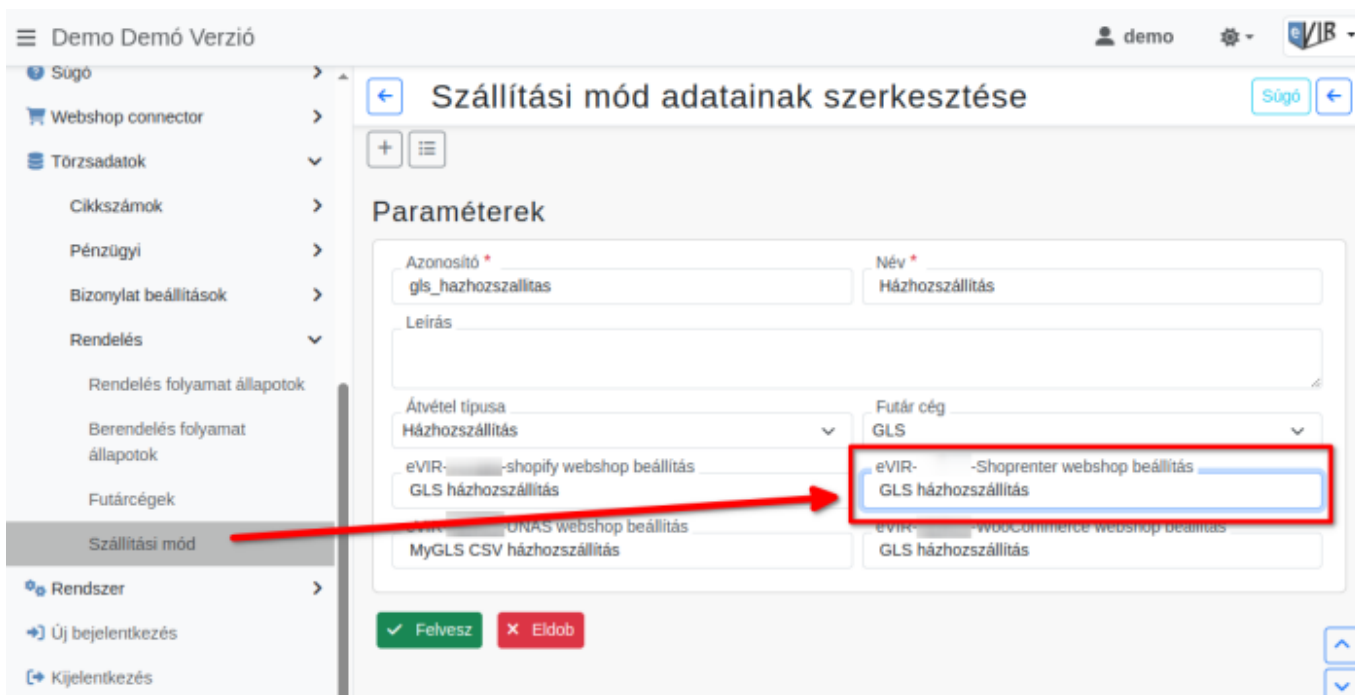 Demo Demó Verzió
demo
eVIR
Súgó
Webshop connector
Törzsadatok
Cikkszámok
Pénzügyi
Bizonylat beállítások
Rendelés
Rendelés folyamat állapotok
Berendelés folyamat
állapotok
Futárcégek
Szállítási mód
Rendszer
Új bejelentkezés
Kijelentkezés
Szállítási mód adatainak szerkesztése
Súgó
Paraméterek
Azonosító *
gls_hazhozszallitas
Név *
Házhozszállítás
Leírás
Átvétel típusa
Házhozszállítás
Futár cég
GLS
eVIR- -shopify webshop beállítás
GLS házhozszállítás
eVIR- -Shoprenter webshop beállítás
GLS házhozszállítás
eVIR- -UNAS webshop beállítás
MyGLS CSV házhozszállítás
eVIR- -WooCommerce webshop beállítás
GLS házhozszállítás
Felvesz
Eldob